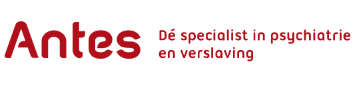 Antes
Dé specialist in psychiatrie
en verslaving